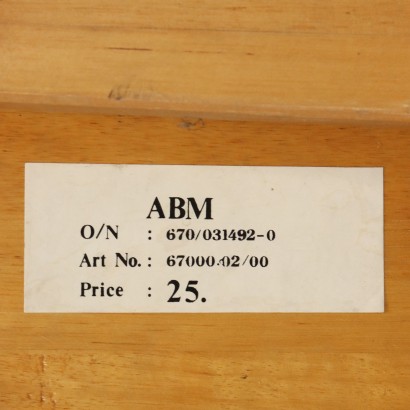 ABM
O/N : 670/031492-0
Art No. : 67000.02/00
Price : 25.